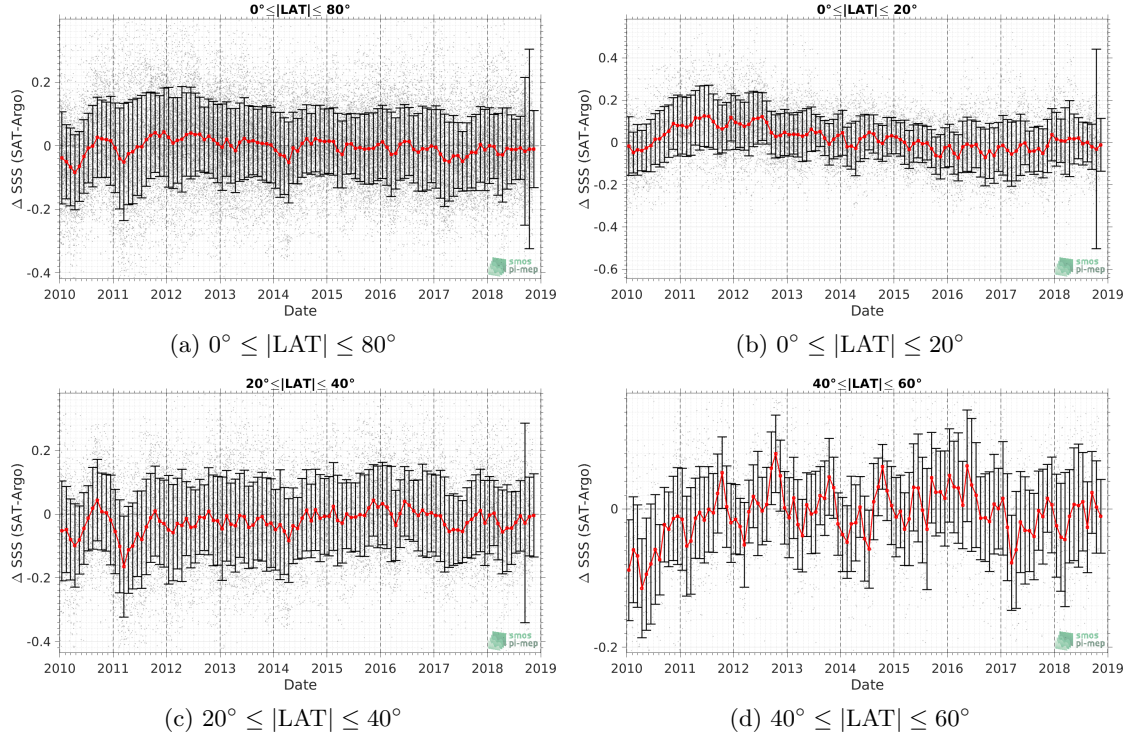 0°≤|LAT|≤ 80°
Δ SSS (SAT-Argo)
0.2
0
-0.2
-0.4
2010 2011 2012 2013 2014 2015 2016 2017 2018 2019
Date
smos
pi-mep
(a) 0° ≤ |LAT| ≤ 80°
0°≤|LAT|≤ 20°
Δ SSS (SAT-Argo)
0.4
0.2
0
-0.2
-0.4
-0.6
2010 2011 2012 2013 2014 2015 2016 2017 2018 2019
Date
smos
pi-mep
(b) 0° ≤ |LAT| ≤ 20°
20°≤|LAT|≤ 40°
Δ SSS (SAT-Argo)
0.2
0
-0.2
-0.4
2010 2011 2012 2013 2014 2015 2016 2017 2018 2019
Date
smos
pi-mep
(c) 20° ≤ |LAT| ≤ 40°
40°≤|LAT|≤ 60°
Δ SSS (SAT-Argo)
0
-0.2
2010 2011 2012 2013 2014 2015 2016 2017 2018 2019
Date
smos
pi-mep
(d) 40° ≤ |LAT| ≤ 60°